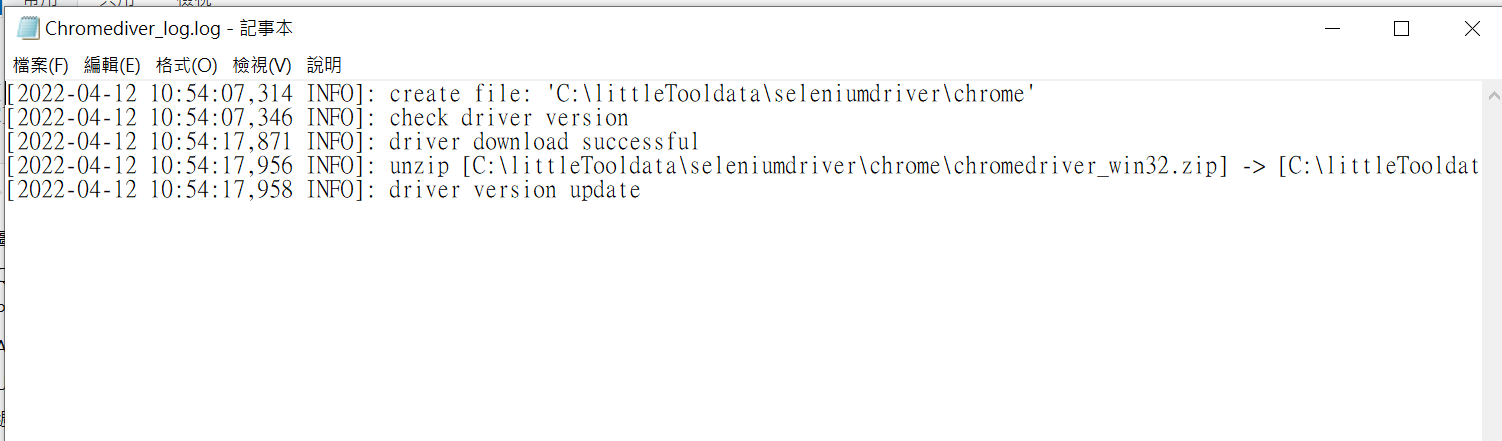 Chromediver_log.log - 記事本
檔案(F) 編輯(E) 格式(O) 檢視(V) 說明
[2022-04-12 10:54:07,314 INFO]: create file: 'C:\littleTooldata\seleniumdriver\chrome'
[2022-04-12 10:54:07,346 INFO]: check driver version
[2022-04-12 10:54:17,871 INFO]: driver download successful
[2022-04-12 10:54:17,956 INFO]: unzip [C:\littleTooldata\seleniumdriver\chrome\chromedriver_win32.zip] -> [C:\littleTooldat
[2022-04-12 10:54:17,958 INFO]: driver version update